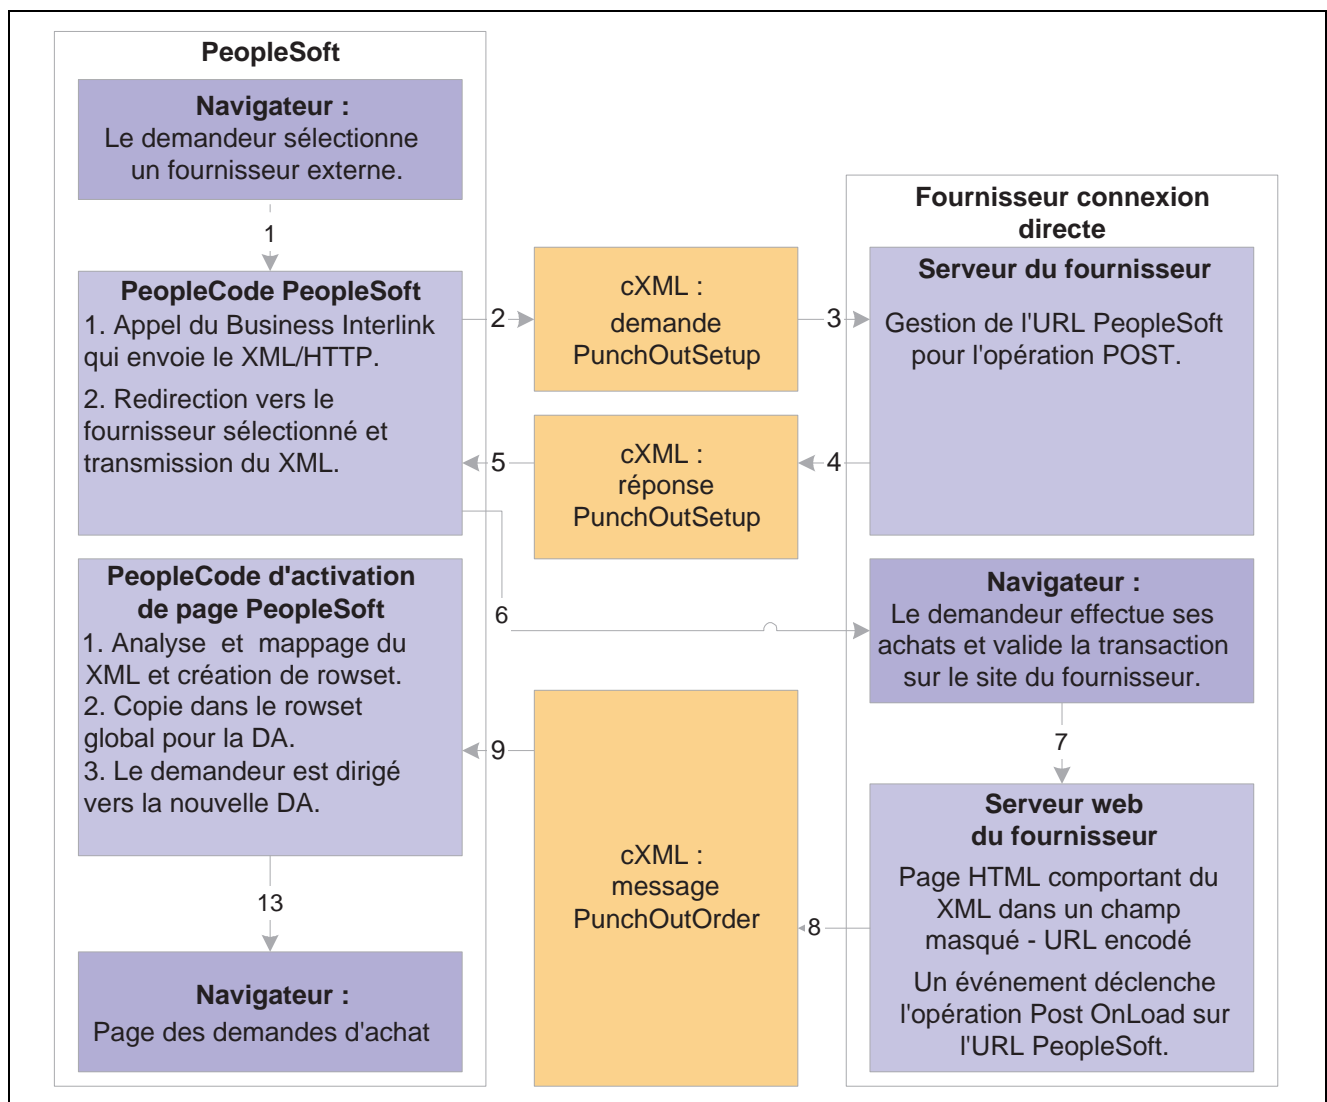 PeopleSoft
Navigateur :
Le demandeur sélectionne
un fournisseur externe.
1
PeopleCode PeopleSoft
1. Appel du Business Interlink
qui envoie le XML/HTTP.
2. Redirection vers le
fournisseur sélectionné et
transmission du XML.
2
cXML :
demande
PunchOutSetup
3
Fournisseur connexion
directe
Serveur du fournisseur
Gestion de l'URL PeopleSoft
pour l'opération POST.
5
cXML :
réponse
PunchOutSetup
4
6
Navigateur :
Le demandeur effectue ses
achats et valide la transaction
sur le site du fournisseur.
7
PeopleCode d'activation
de page PeopleSoft
1. Analyse et mappage du
XML et création de rowset.
2. Copie dans le rowset
global pour la DA.
3. Le demandeur est dirigé
vers la nouvelle DA.
9
cXML :
message
PunchOutOrder
8
Serveur web
du fournisseur
Page HTML comportant du
XML dans un champ
masqué - URL encodé
Un événement déclenche
l'opération Post OnLoad sur
l'URL PeopleSoft.
13
Navigateur :
Page des demandes d'achat